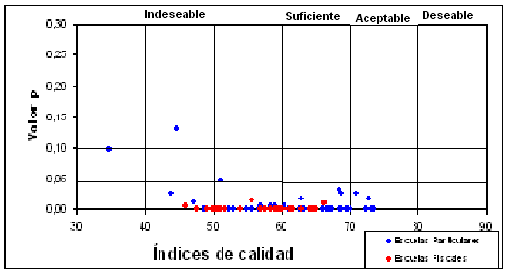 Indeseable Suficiente Aceptable Deseable
0,30
0,25
0,20
0,15
0,10
0,05
0,00
Valor p
30 40 50 60 70 80 90
Índices de calidad
Escuelas Particulares
Escuelas Fiscales